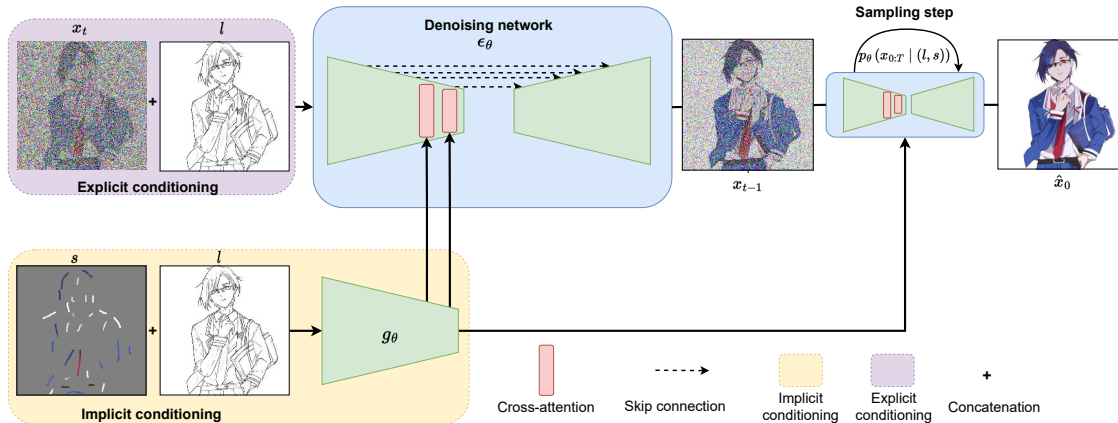 Denoising network
Sampling step
x_t
l
ϵ_θ
p_θ (x_{0:T} | (l, s))
+
Explicit conditioning
x_{t−1}
x̂_0
s
l
+
g_θ
Implicit conditioning
Cross-attention
Skip connection
Implicit
conditioning
Explicit
conditioning
+
Concatenation